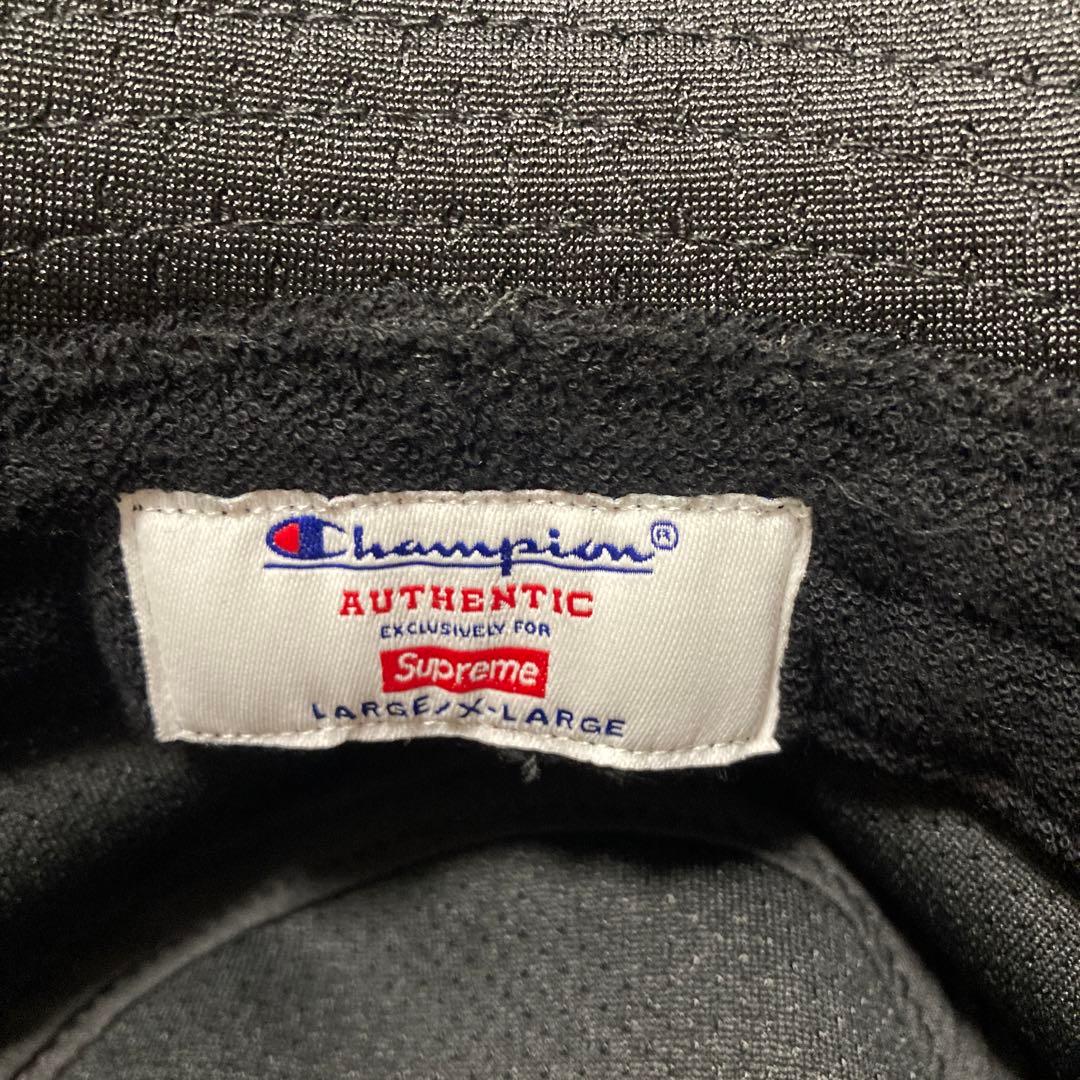 Champion®
AUTHENTIC
EXCLUSIVELY FOR
Supreme
LARGE/X-LARGE